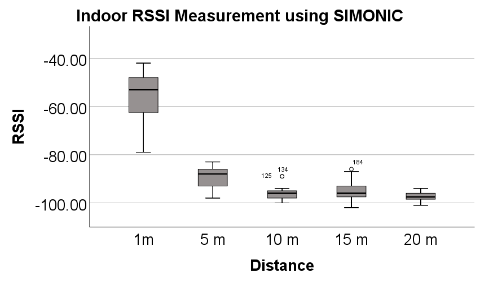 Indoor RSSI Measurement using SIMONIC
RSSI
-40.00
-60.00
-80.00
-100.00
134
125
184
1m 5 m 10 m 15 m 20 m
Distance